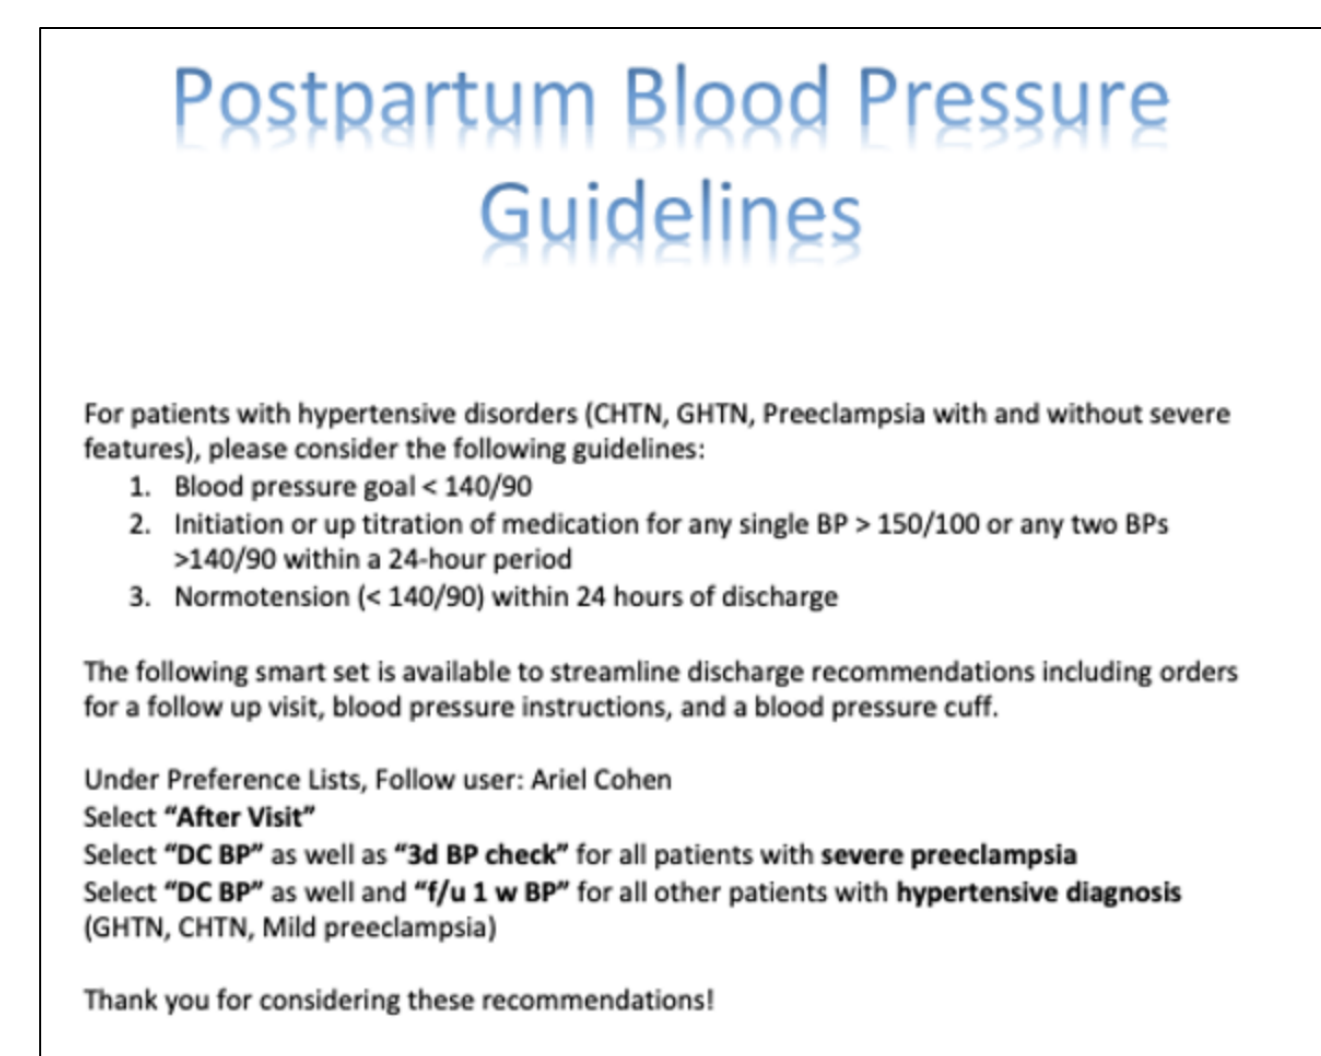 Postpartum Blood Pressure
Guidelines
For patients with hypertensive disorders (CHTN, GHTN, Preeclampsia with and without severe
features), please consider the following guidelines:
1. Blood pressure goal < 140/90
2. Initiation or up titration of medication for any single BP > 150/100 or any two BPs
>140/90 within a 24-hour period
3. Normotension (< 140/90) within 24 hours of discharge
The following smart set is available to streamline discharge recommendations including orders
for a follow up visit, blood pressure instructions, and a blood pressure cuff.
Under Preference Lists, Follow user: Ariel Cohen
Select “After Visit”
Select “DC BP” as well as “3d BP check” for all patients with severe preeclampsia
Select “DC BP” as well and “f/u 1 w BP” for all other patients with hypertensive diagnosis
(GHTN, CHTN, Mild preeclampsia)
Thank you for considering these recommendations!